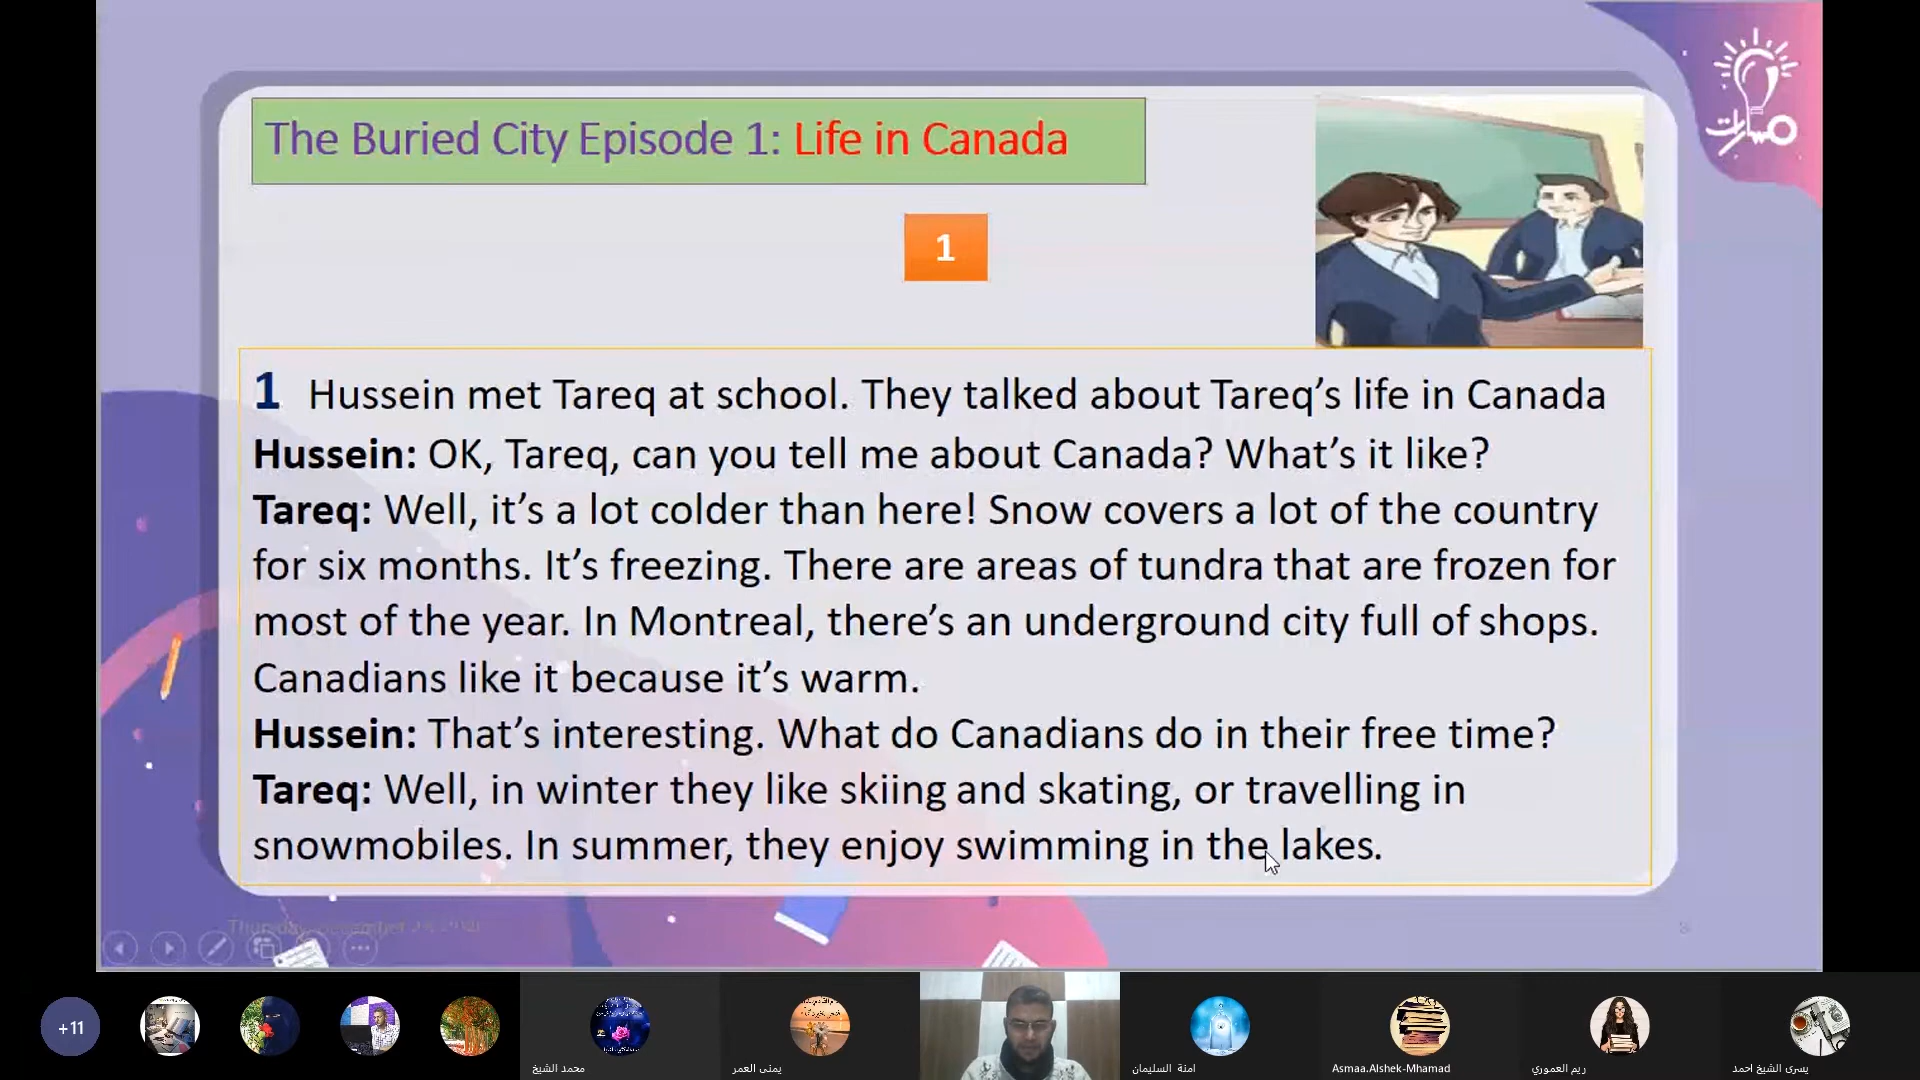 مسارات
The Buried City Episode 1: Life in Canada
1
1 Hussein met Tareq at school. They talked about Tareq’s life in Canada
Hussein: OK, Tareq, can you tell me about Canada? What’s it like?
Tareq: Well, it’s a lot colder than here! Snow covers a lot of the country
for six months. It’s freezing. There are areas of tundra that are frozen for
most of the year. In Montreal, there’s an underground city full of shops.
Canadians like it because it’s warm.
Hussein: That’s interesting. What do Canadians do in their free time?
Tareq: Well, in winter they like skiing and skating, or travelling in
snowmobiles. In summer, they enjoy swimming in the lakes.
Thursday, December
+11
محمد الشيخ
يمنى العمر
امنة السليمان
Asmaa.Alshek-Mhamad
ريم العموري
يسرى الشيخ احمد